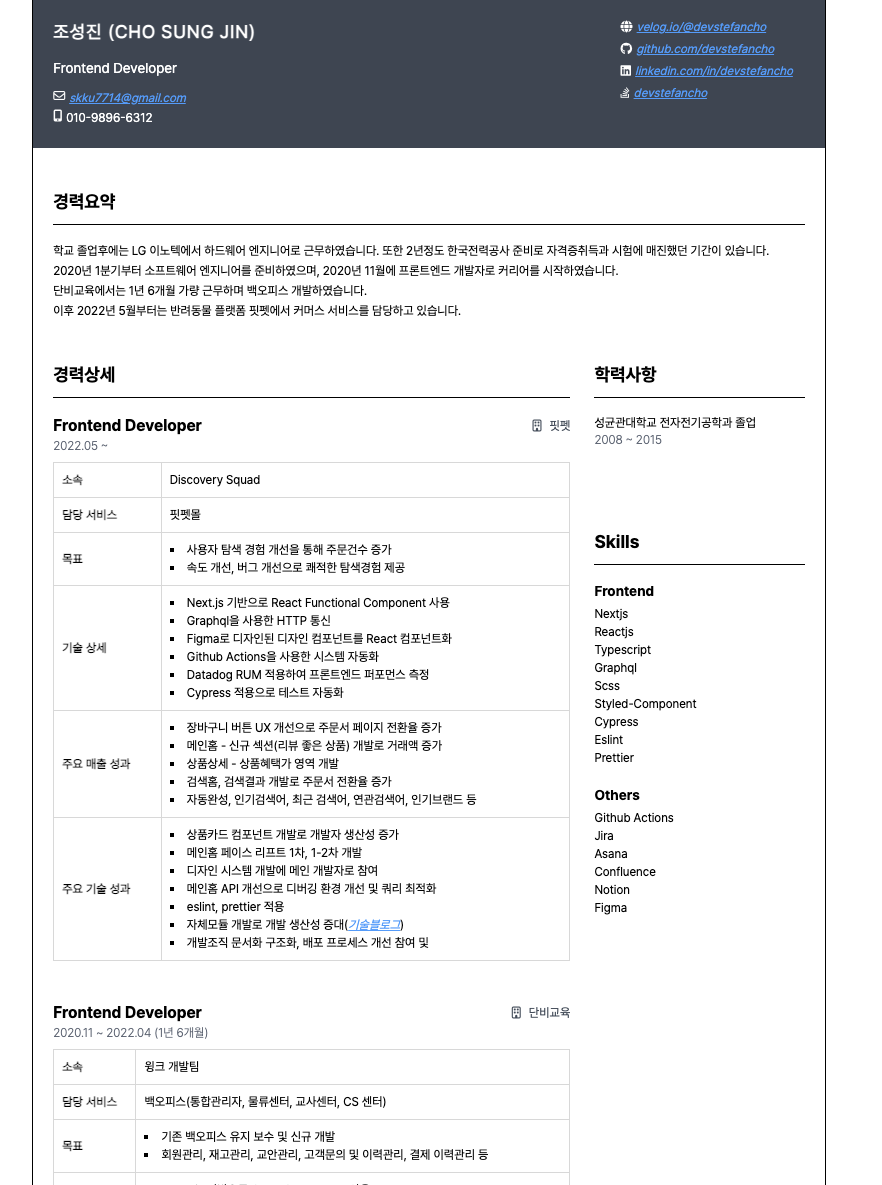 조성진 (CHO SUNG JIN)
Frontend Developer
skku7714@gmail.com
010-9896-6312
velog.io/@devstefancho
github.com/devstefancho
linkedin.com/in/devstefancho
devstefancho
경력요약
학교 졸업후에는 LG 이노텍에서 하드웨어 엔지니어로 근무하였습니다. 또한 2년정도 한국전력공사 준비로 자격증취득과 시험에 매진했던 기간이 있습니다.
2020년 1분기부터 소프트웨어 엔지니어를 준비하였으며, 2020년 11월에 프론트엔드 개발자로 커리어를 시작하였습니다.
단비교육에서는 1년 6개월 가량 근무하며 백오피스 개발하였습니다.
이후 2022년 5월부터는 반려동물 플랫폼 핏펫에서 커머스 서비스를 담당하고 있습니다.
경력상세
Frontend Developer
핏펫
2022.05 ~
소속
Discovery Squad
담당 서비스
핏펫몰
목표
사용자 탐색 경험 개선을 통해 주문건수 증가
속도 개선, 버그 개선으로 쾌적한 탐색경험 제공
기술 상세
Next.js 기반으로 React Functional Component 사용
Graphql을 사용한 HTTP 통신
Figma로 디자인된 디자인 컴포넌트를 React 컴포넌트화
Github Actions을 사용한 시스템 자동화
Datadog RUM 적용하여 프론트엔드 퍼포먼스 측정
Cypress 적용으로 테스트 자동화
주요 매출 성과
장바구니 버튼 UX 개선으로 주문서 페이지 전환율 증가
메인홈 - 신규 섹션(리뷰 좋은 상품) 개발로 거래액 증가
상품상세 - 상품혜택가 영역 개발
검색홈, 검색결과 개발로 주문서 전환율 증가
자동완성, 인기검색어, 최근 검색어, 연관검색어, 인기브랜드 등
주요 기술 성과
상품카드 컴포넌트 개발로 개발자 생산성 증가
메인홈 페이스 리프트 1차, 1-2차 개발
디자인 시스템 개발에 메인 개발자로 참여
메인홈 API 개선으로 디버깅 환경 개선 및 쿼리 최적화
eslint, prettier 적용
자체모듈 개발로 개발 생산성 증대(기술블로그)
개발조직 문서화 구조화, 배포 프로세스 개선 참여 및
Frontend Developer
단비교육
2020.11 ~ 2022.04 (1년 6개월)
소속
윙크 개발팀
담당 서비스
백오피스(통합관리자, 물류센터, 교사센터, CS 센터)
목표
기존 백오피스 유지 보수 및 신규 개발
회원관리, 재고관리, 교안관리, 고객문의 및 이력관리, 결제 이력관리 등
학력사항
성균관대학교 전자전기공학과 졸업
2008 ~ 2015
Skills
Frontend
Nextjs
Reactjs
Typescript
Graphql
Scss
Styled-Component
Cypress
Eslint
Prettier
Others
Github Actions
Jira
Asana
Confluence
Notion
Figma